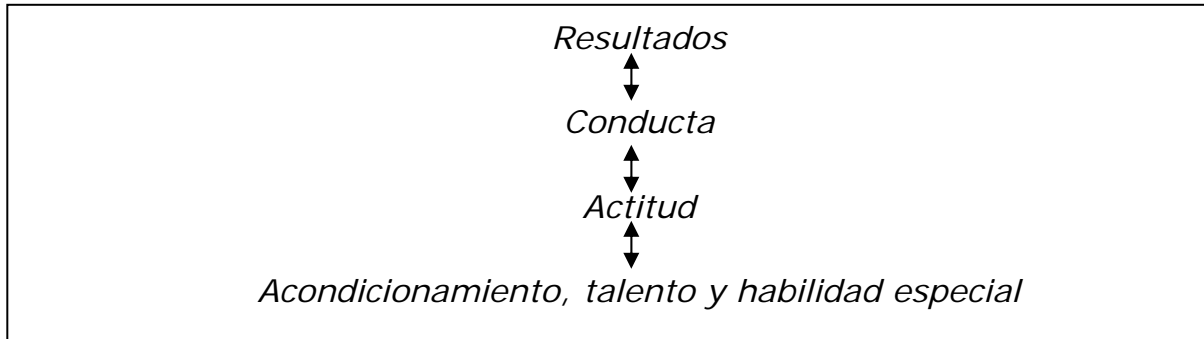 Resultados
Conducta
Actitud
Acondicionamiento, talento y habilidad especial